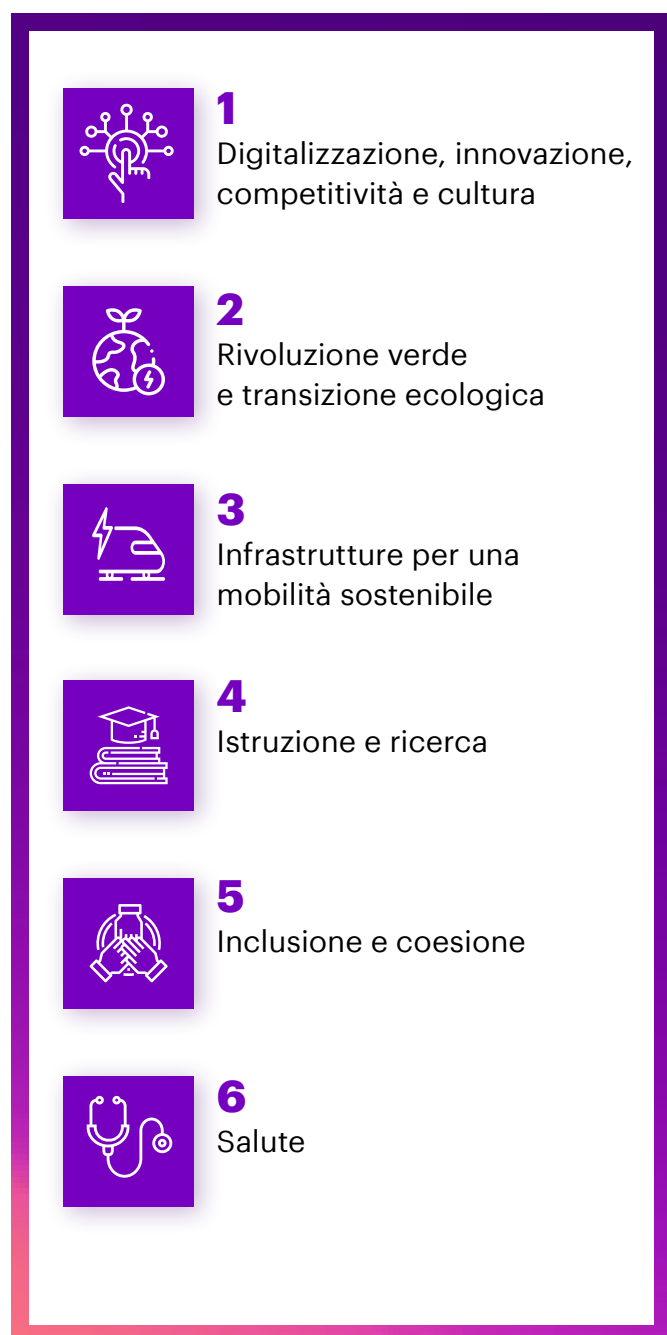 1
Digitalizzazione, innovazione,
competitività e cultura
2
Rivoluzione verde
e transizione ecologica
3
Infrastrutture per una
mobilità sostenibile
4
Istruzione e ricerca
5
Inclusione e coesione
6
Salute